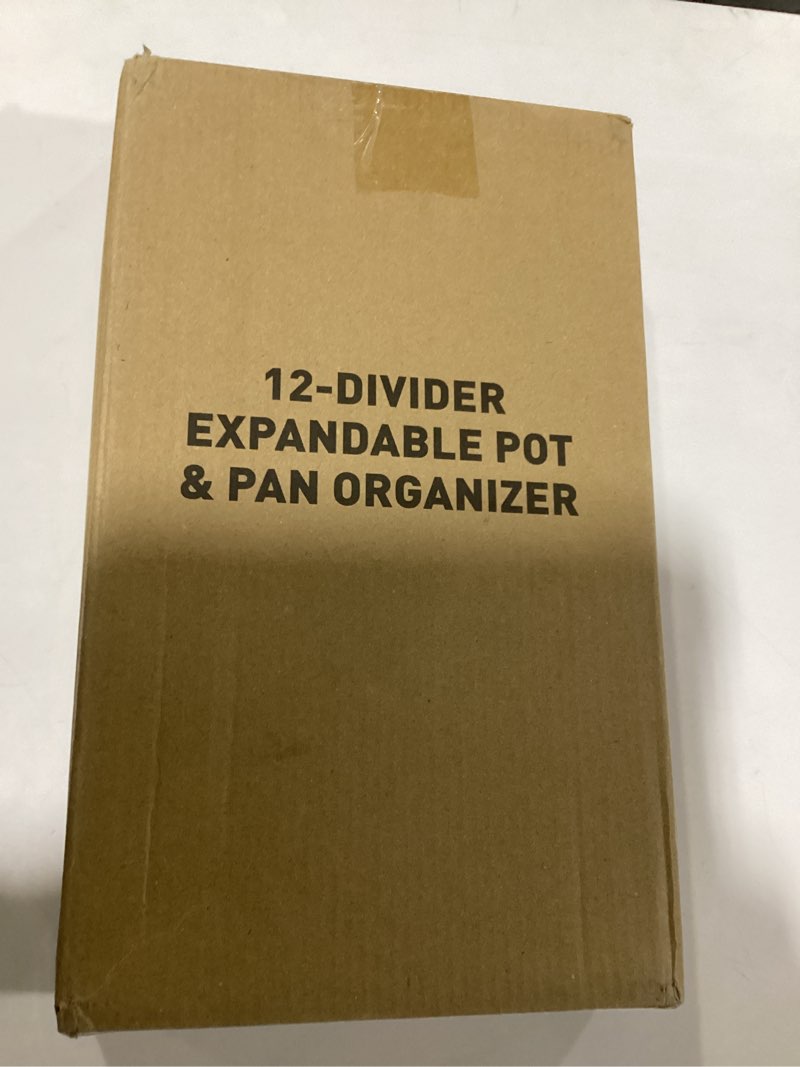 12-DIVIDER
EXPANDABLE POT
& PAN ORGANIZER